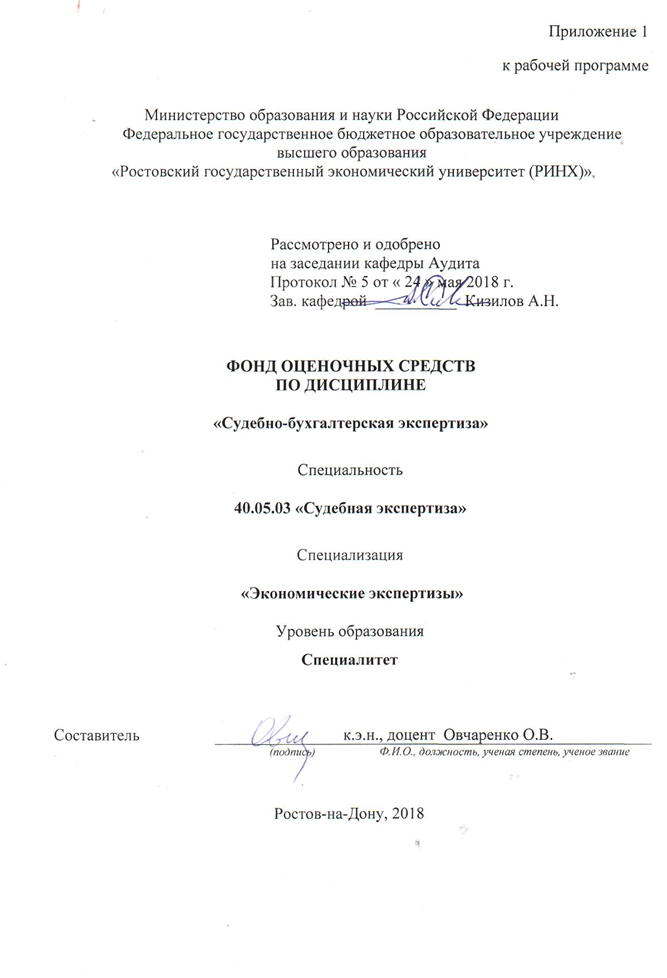 Приложение 1
к рабочей программе
Министерство образования и науки Российской Федерации
Федеральное государственное бюджетное образовательное учреждение
высшего образования
«Ростовский государственный экономический университет (РИНХ)»
Рассмотрено и одобрено
на заседании кафедры Аудита
Протокол № 5 от « 24 » мая 2018 г.
Зав. кафедрой __________ Кизилов А.Н.
ФОНД ОЦЕНОЧНЫХ СРЕДСТВ
ПО ДИСЦИПЛИНЕ
«Судебно-бухгалтерская экспертиза»
Специальность
40.05.03 «Судебная экспертиза»
Специализация
«Экономические экспертизы»
Уровень образования
Специалитет
Составитель к.э.н., доцент Овчаренко О.В.
(подпись) Ф.И.О., должность, ученая степень, ученое звание
Ростов-на-Дону, 2018